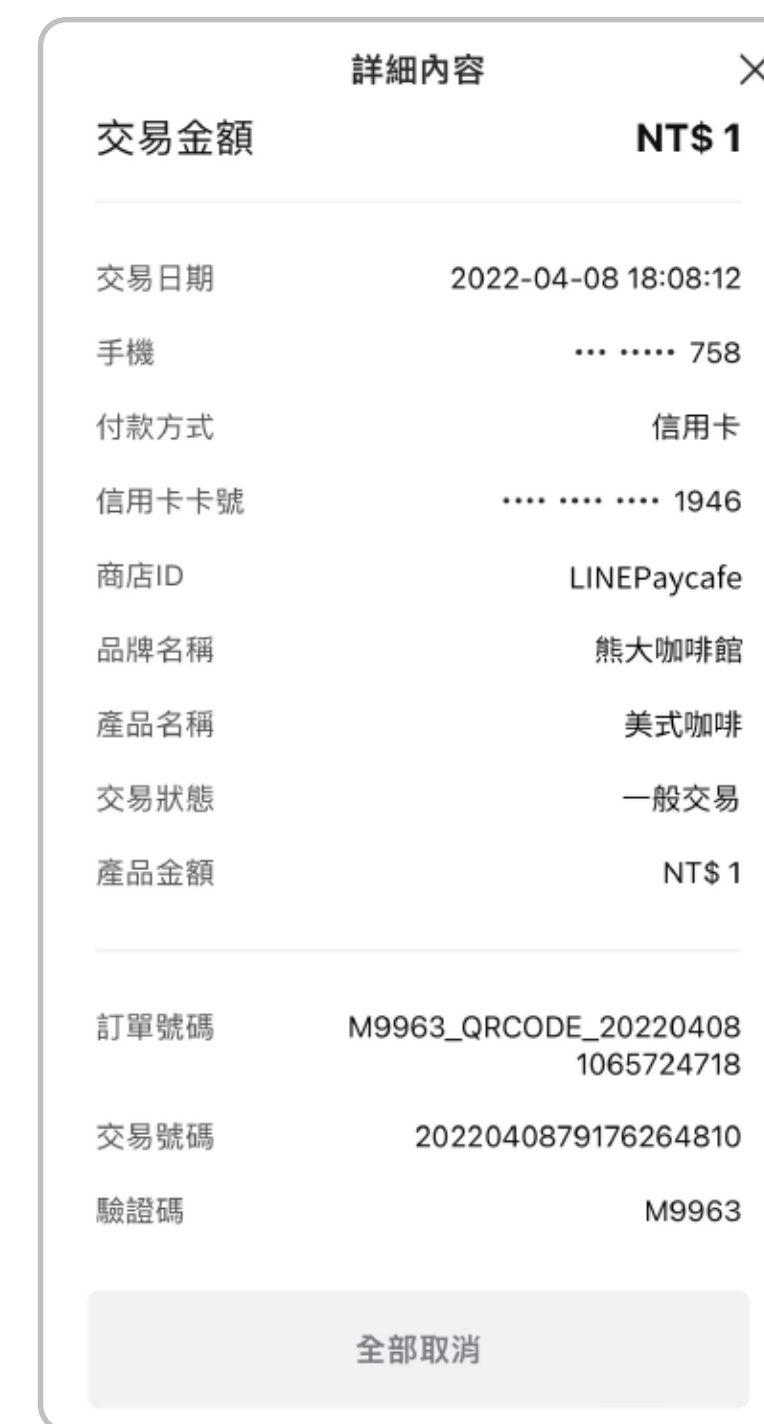 詳細內容
交易金額 NT$ 1
交易日期 2022-04-08 18:08:12
手機 ••• ••••• 758
付款方式 信用卡
信用卡卡號 •••• •••• •••• 1946
商店ID LINEPaycafe
品牌名稱 熊大咖啡館
產品名稱 美式咖啡
交易狀態 一般交易
產品金額 NT$ 1
訂單號碼 M9963_QRCODE_20220408
1065724718
交易號碼 2022040879176264810
驗證碼 M9963
全部取消